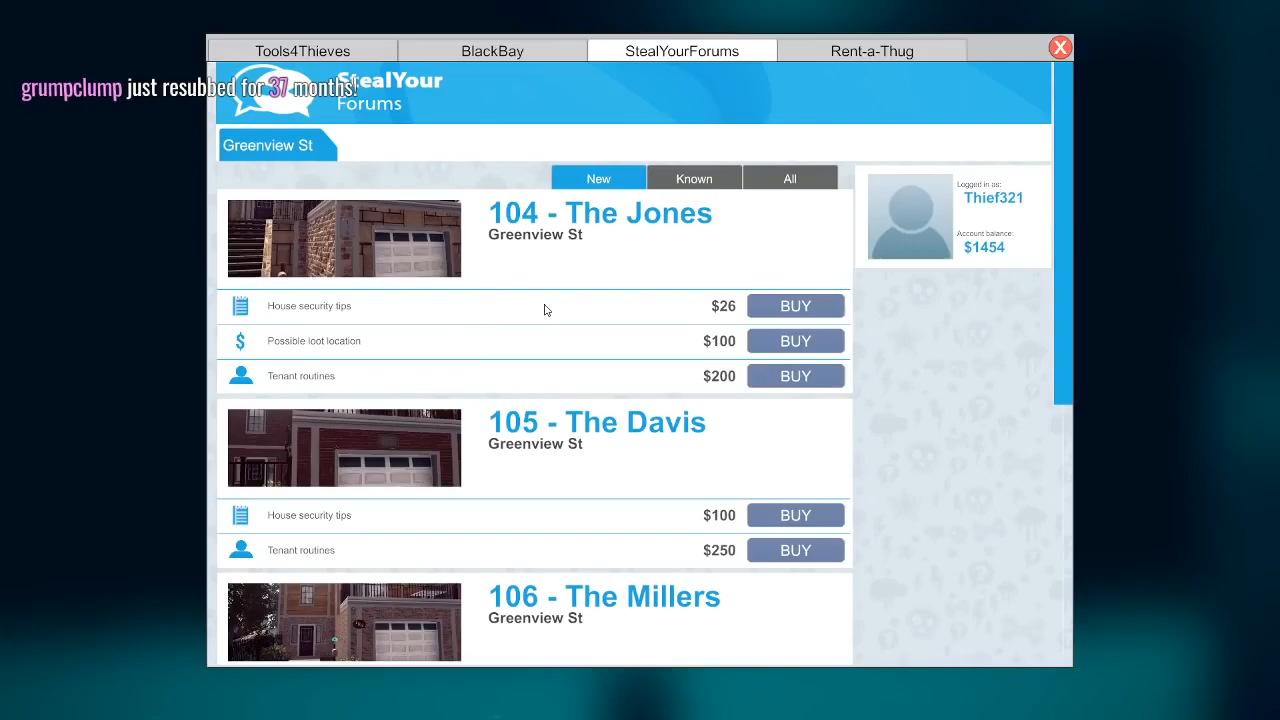 Tools4Thieves
BlackBay
StealYourForums
Rent-a-Thug
X
grumpclump just resubbed for 37 months!
StealYour
Forums
Greenview St
New
Known
All
Logged in as:
Thief321
Account balance:
$1454
104 - The Jones
Greenview St
House security tips $26 BUY
Possible loot location $100 BUY
Tenant routines $200 BUY
105 - The Davis
Greenview St
House security tips $100 BUY
Tenant routines $250 BUY
106 - The Millers
Greenview St